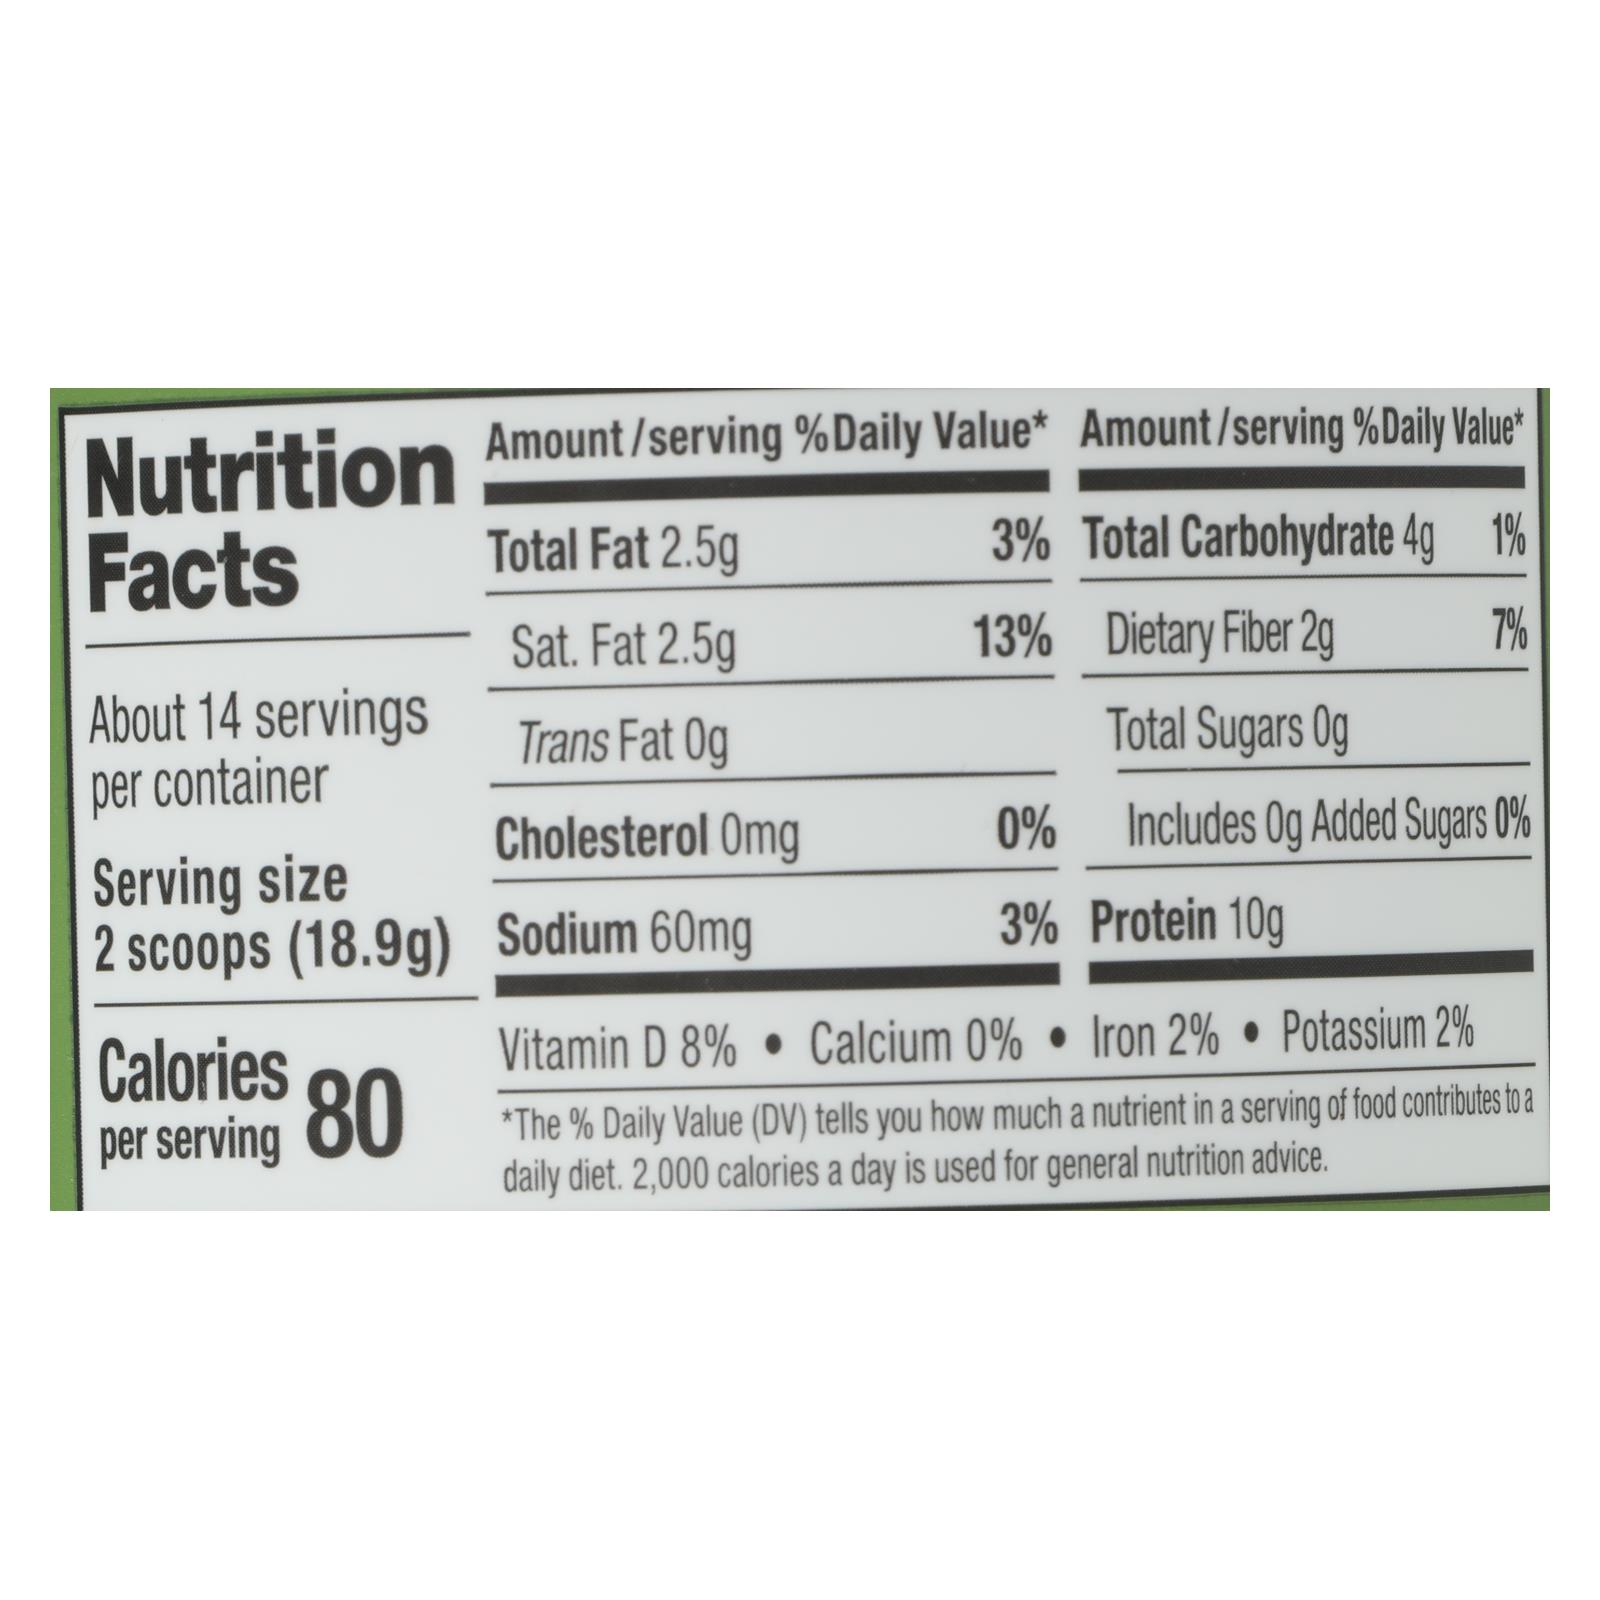 Nutrition
Facts
About 14 servings
per container
Serving size
2 scoops (18.9g)
Calories
per serving 80
Amount/serving %Daily Value*
Total Fat 2.5g 3%
Sat. Fat 2.5g 13%
Trans Fat 0g
Cholesterol 0mg 0%
Sodium 60mg 3%
Amount/serving %Daily Value*
Total Carbohydrate 4g 1%
Dietary Fiber 2g 7%
Total Sugars 0g
Includes 0g Added Sugars 0%
Protein 10g
Vitamin D 8% • Calcium 0% • Iron 2% • Potassium 2%
*The % Daily Value (DV) tells you how much a nutrient in a serving of food contributes to a
daily diet. 2,000 calories a day is used for general nutrition advice.